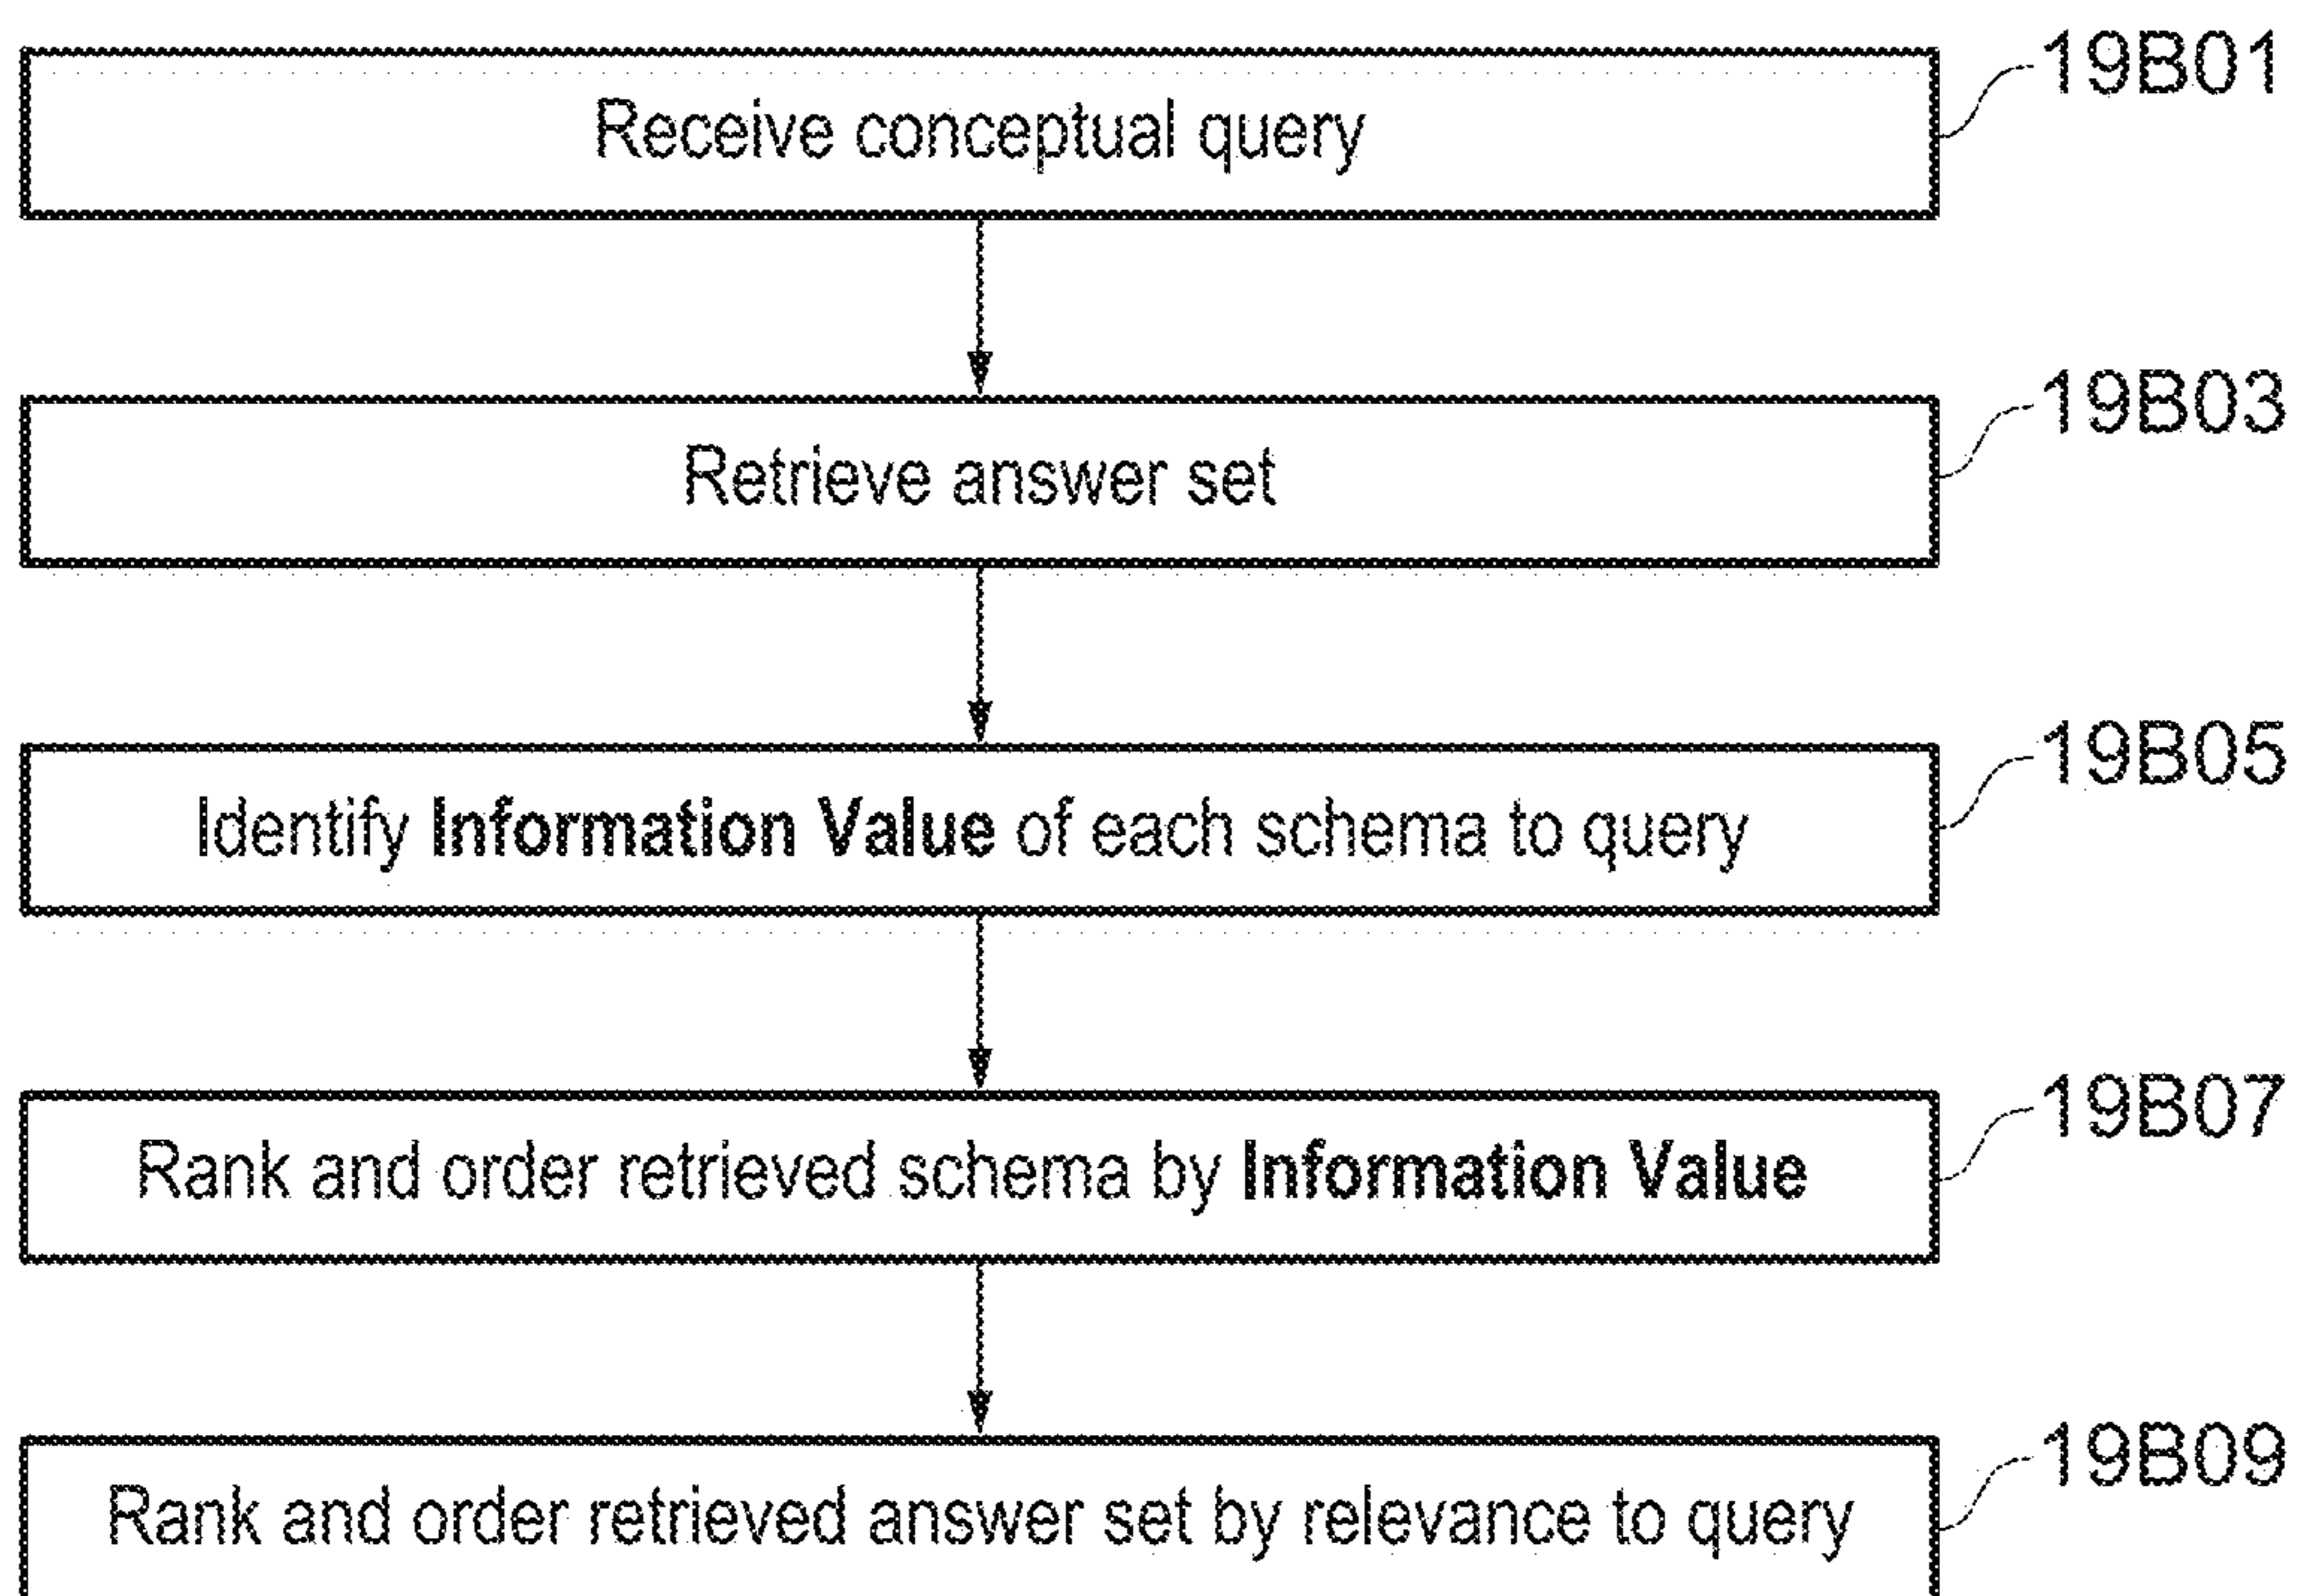 19B01
Receive conceptual query
19B03
Retrieve answer set
19B05
Identify Information Value of each schema to query
19B07
Rank and order retrieved schema by Information Value
19B09
Rank and order retrieved answer set by relevance to query